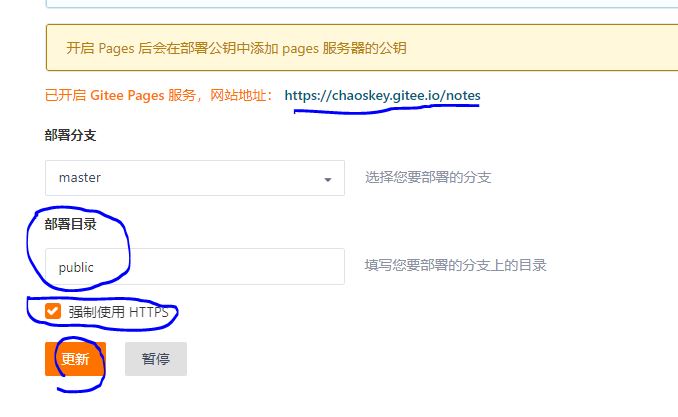 开启 Pages 后会在部署公钥中添加 pages 服务器的公钥
已开启 Gitee Pages 服务，网站地址： https://chaoskey.gitee.io/notes
部署分支
master 选择您要部署的分支
部署目录
public 填写您要部署的分支上的目录
强制使用 HTTPS
更新 暂停